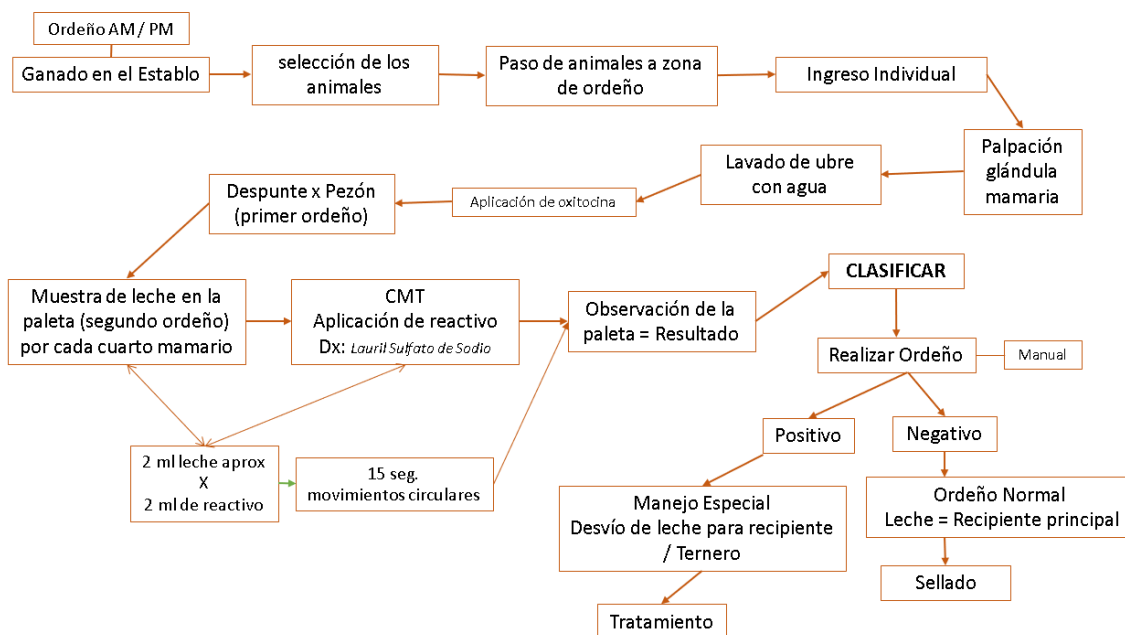 Ordeño AM / PM
Ganado en el Establo
selección de los
animales
Paso de animales a zona
de ordeño
Ingreso Individual
Palpación
glándula
mamaria
Lavado de ubre
con agua
Aplicación de oxitocina
Despunte x Pezón
(primer ordeño)
Muestra de leche en la
paleta (segundo ordeño)
por cada cuarto mamario
CMT
Aplicación de reactivo
Dx: Lauril Sulfato de Sodio
2 ml leche aprox
X
2 ml de reactivo
15 seg.
movimientos circulares
Observación de la
paleta = Resultado
CLASIFICAR
Realizar Ordeño
Manual
Positivo
Negativo
Manejo Especial
Desvío de leche para recipiente
/ Ternero
Tratamiento
Ordeño Normal
Leche = Recipiente principal
Sellado